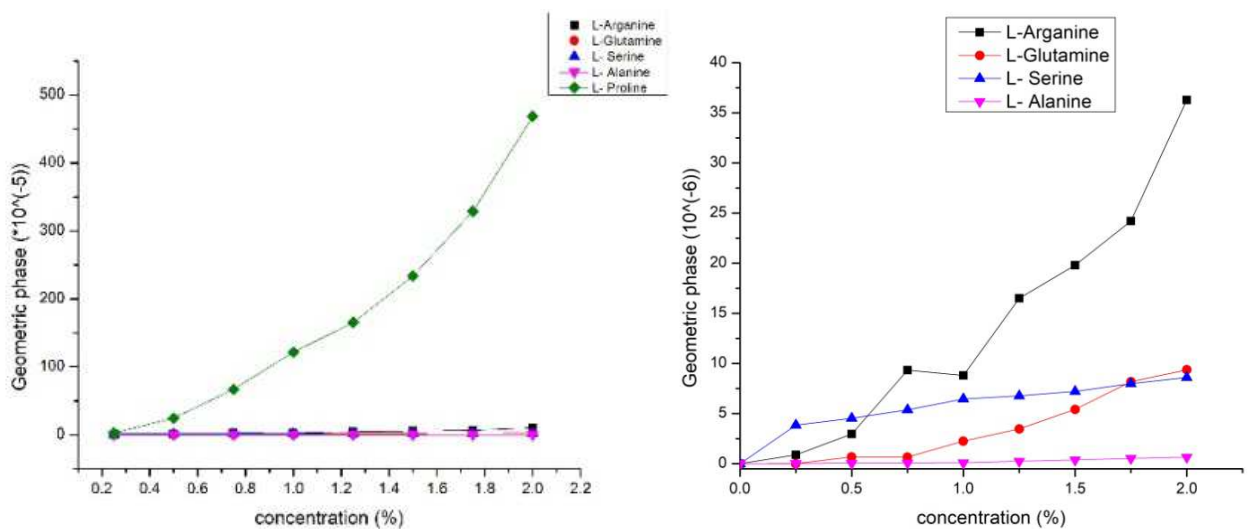 L-Arganine
L-Glutamine
L- Serine
L- Alanine
L- Proline
500
400
300
200
100
0
Geometric phase (*10^(-5))
0.2 0.4 0.6 0.8 1.0 1.2 1.4 1.6 1.8 2.0 2.2
concentration (%)
L-Arganine
L-Glutamine
L- Serine
L- Alanine
40
35
30
25
20
15
10
5
0
Geometric phase (10^(-6))
0.0 0.5 1.0 1.5 2.0
concentration (%)